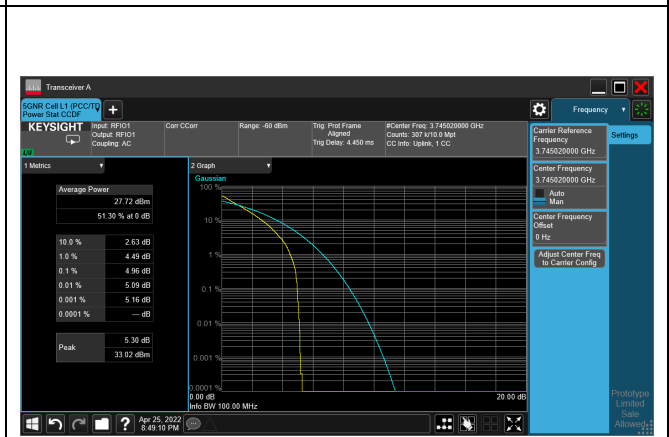 Transceiver A
5GNR Cell L1 (PCC/TD
Power Stat CCDF
Frequency
KEYSIGHT
Input: RFIO1
Output: RFIO1
Coupling: AC
Corr CCorr
Range: -60 dBm
Trig: Prot Frame
Aligned
Trig Delay: 4.450 ms
#Center Freq: 3.745020000 GHz
Counts: 307 k/10.0 Mpt
CC Info: Uplink, 1 CC
LV
Carrier Reference
Frequency
3.745020000 GHz
Settings
Center Frequency
3.745020000 GHz
Auto
Man
Center Frequency
Offset
0 Hz
Adjust Center Freq
to Carrier Config
1 Metrics
Average Power
27.72 dBm
51.30 % at 0 dB
10.0 % 2.63 dB
1.0 % 4.49 dB
0.1 % 4.96 dB
0.01 % 5.09 dB
0.001 % 5.16 dB
0.0001 % --- dB
Peak
5.30 dB
33.02 dBm
2 Graph
Gaussian
100 %
10 %
1 %
0.1 %
0.01 %
0.001 %
0.0001 %
0.00 dB
20.00 dB
Info BW 100.00 MHz
Prototype
Limited
Sale
Allowed
?
Apr 25, 2022
8:49:10 PM